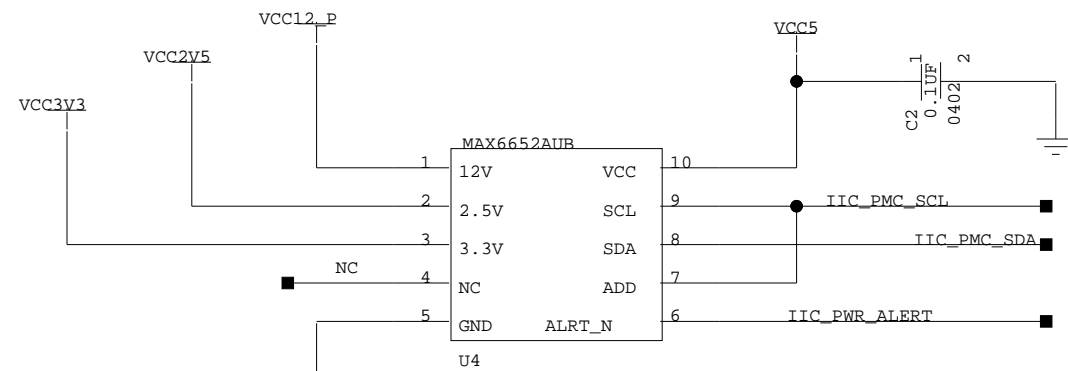 VCC12_P
VCC5
VCC2V5
VCC3V3
C2
0.1UF
0402
1
2
MAX6652AUB
1 12V VCC 10
2 2.5V SCL 9 IIC_PMC_SCL
3 3.3V SDA 8 IIC_PMC_SDA
NC 4 NC ADD 7
5 GND ALRT_N 6 IIC_PWR_ALERT
U4